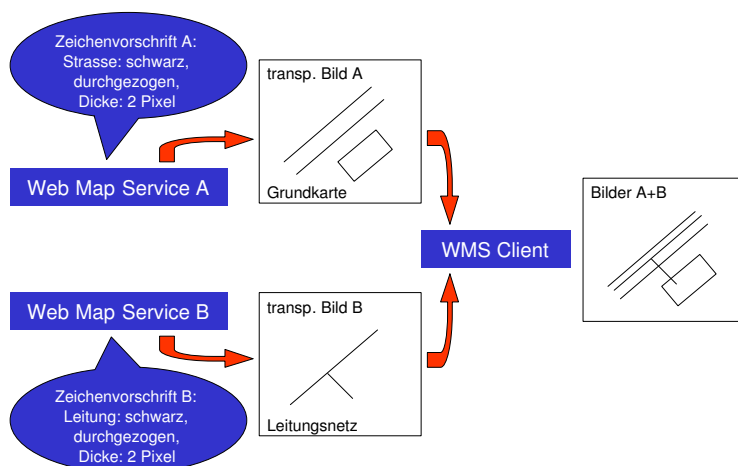 Zeichenvorschrift A:
Strasse: schwarz,
durchgezogen,
Dicke: 2 Pixel
transp. Bild A
Web Map Service A
Grundkarte
Bilder A+B
WMS Client
Web Map Service B
transp. Bild B
Zeichenvorschrift B:
Leitung: schwarz,
durchgezogen,
Dicke: 2 Pixel
Leitungsnetz